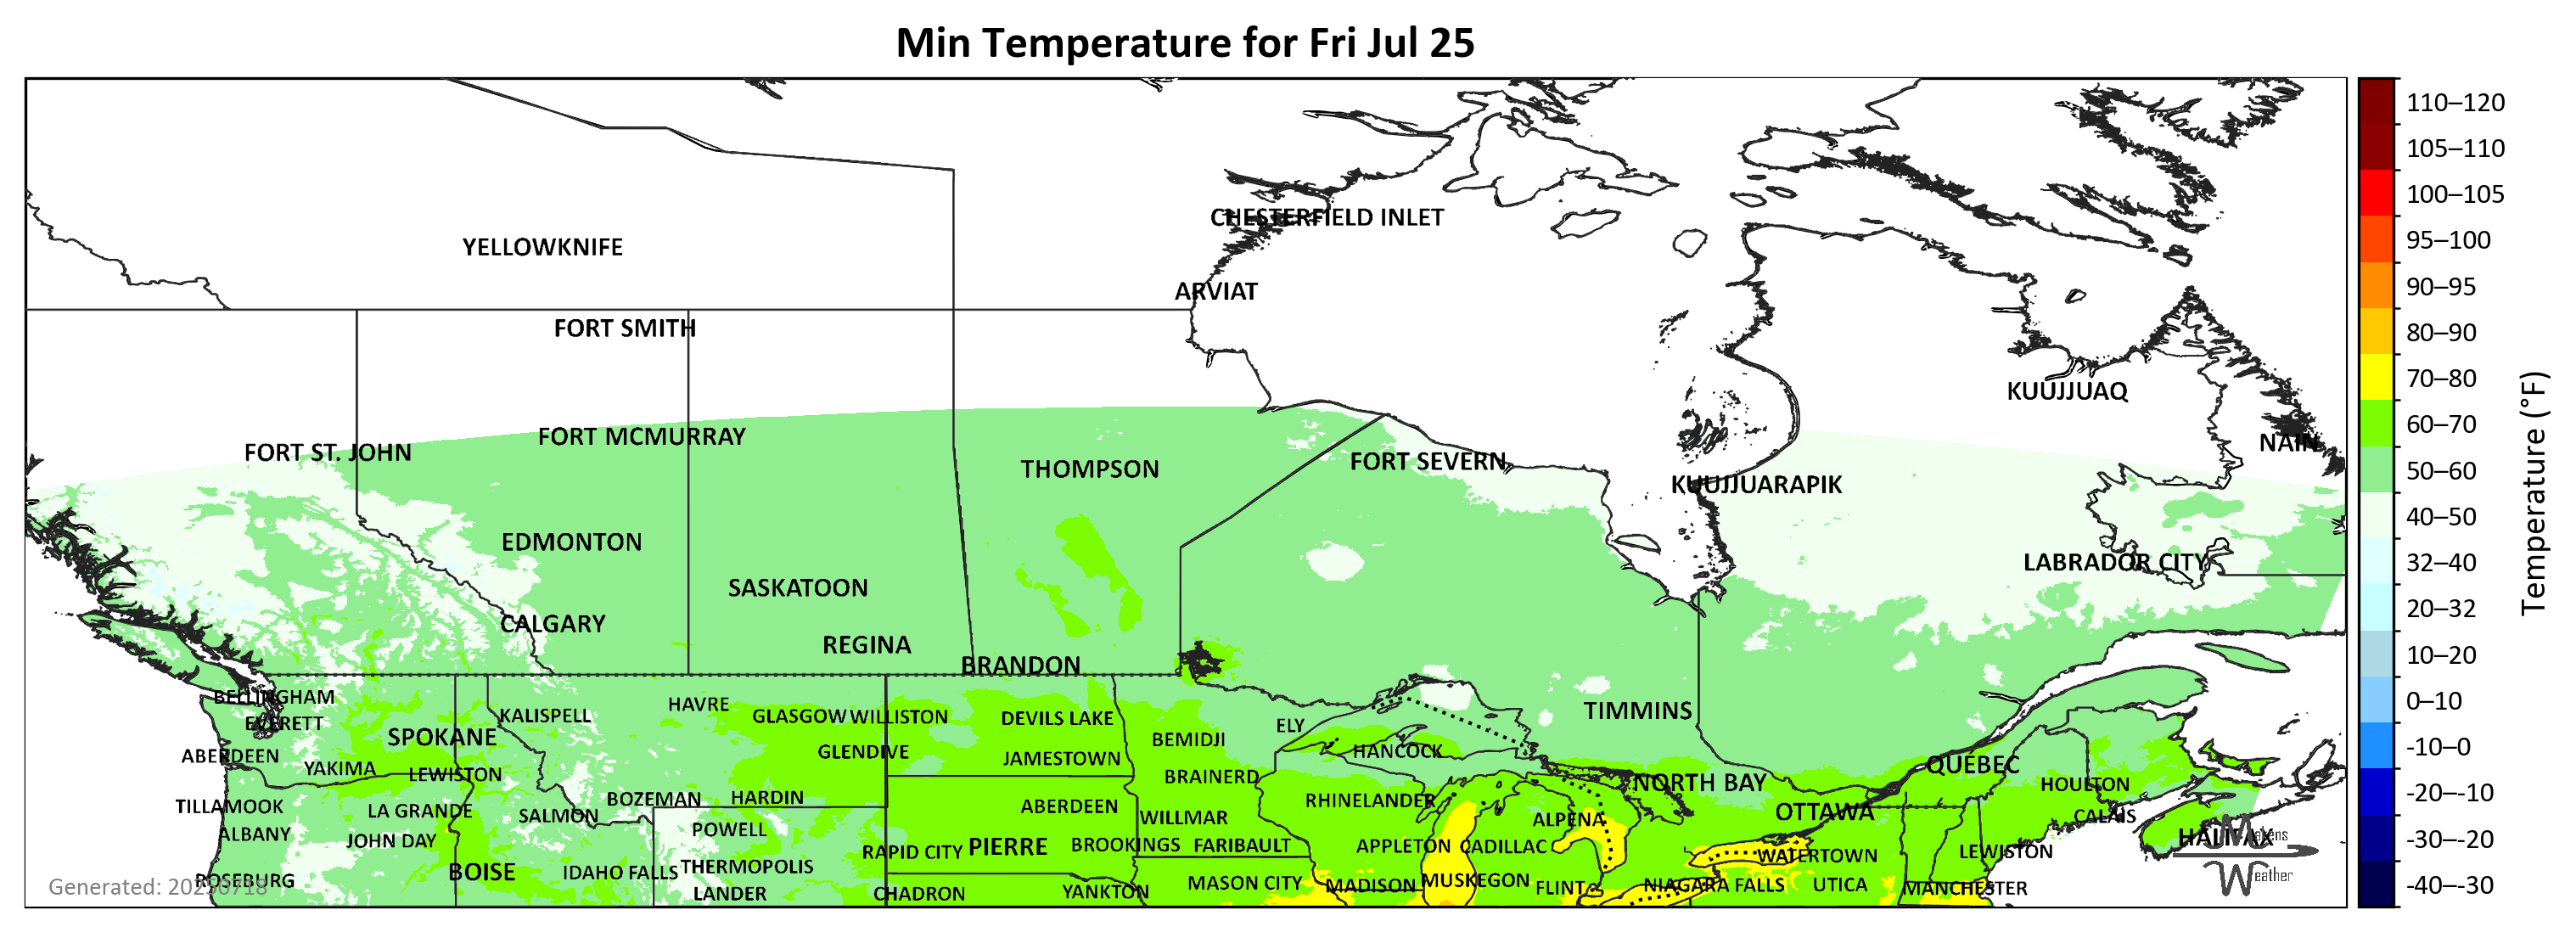 Min Temperature for Fri Jul 25
110–120
105–110
CHESTERFIELD INLET
100–105
YELLOWKNIFE
95–100
ARVIAT
90–95
FORT SMITH
80–90
70–80
KUUJJUAQ
60–70
FORT MCMURRAY
NAIN
FORT ST. JOHN
FORT SEVERN
THOMPSON
50–60
KUUJJUARAPIK
Temperature (°F)
40–50
EDMONTON
LABRADOR CITY
32–40
SASKATOON
20–32
CALGARY
REGINA
10–20
BRANDON
BELLINGHAM
HAVRE
0–10
KALISPELL
GLASGOW WILLISTON
DEVILS LAKE
TIMMINS
EVERETT
ELY
SPOKANE
BEMIDJI
-10–0
ABERDEEN
GLENDIVE
JAMESTOWN
HANCOCK
QUÉBEC
YAKIMA
LEWISTON
BRAINERD
NORTH BAY
HOULTON
-20–-10
BOZEMAN
HARDIN
RHINELANDER
TILLAMOOK
LA GRANDE
SALMON
ABERDEEN
WILLMAR
ALPENA
OTTAWA
CALAIS
ALBANY
JOHN DAY
POWELL
HALIFAX
Makens
-30–-20
RAPID CITY
PIERRE
BROOKINGS
FARIBAULT
APPLETON
CADILLAC
WATERTOWN
LEWISTON
BOISE
IDAHO FALLS
THERMOPOLIS
Weather
ROSEBURG
Generated: 20250718
LANDER
CHADRON
YANKTON
MASON CITY
MADISON
MUSKEGON
FLINT
NIAGARA FALLS
UTICA
MANCHESTER
-40–-30